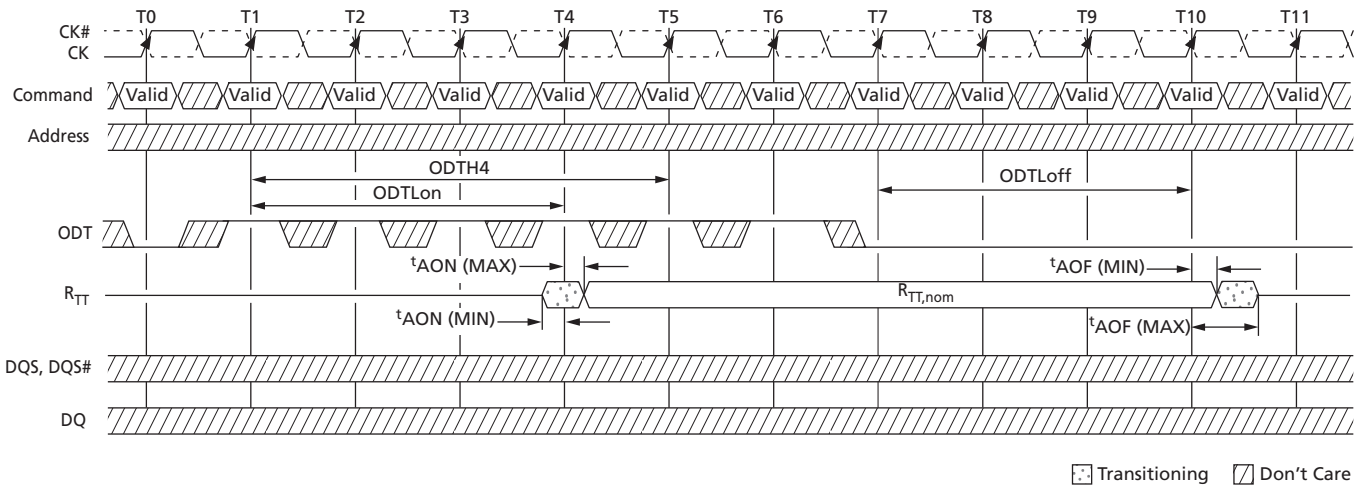 T0 T1 T2 T3 T4 T5 T6 T7 T8 T9 T10 T11
CK#
CK
Command Valid Valid Valid Valid Valid Valid Valid Valid Valid Valid Valid Valid
Address
ODTH4
ODTLon
ODTLoff
ODT
tAON (MAX)
tAOF (MIN)
RTT
RTT,nom
tAON (MIN)
tAOF (MAX)
DQS, DQS#
DQ
Transitioning Don't Care